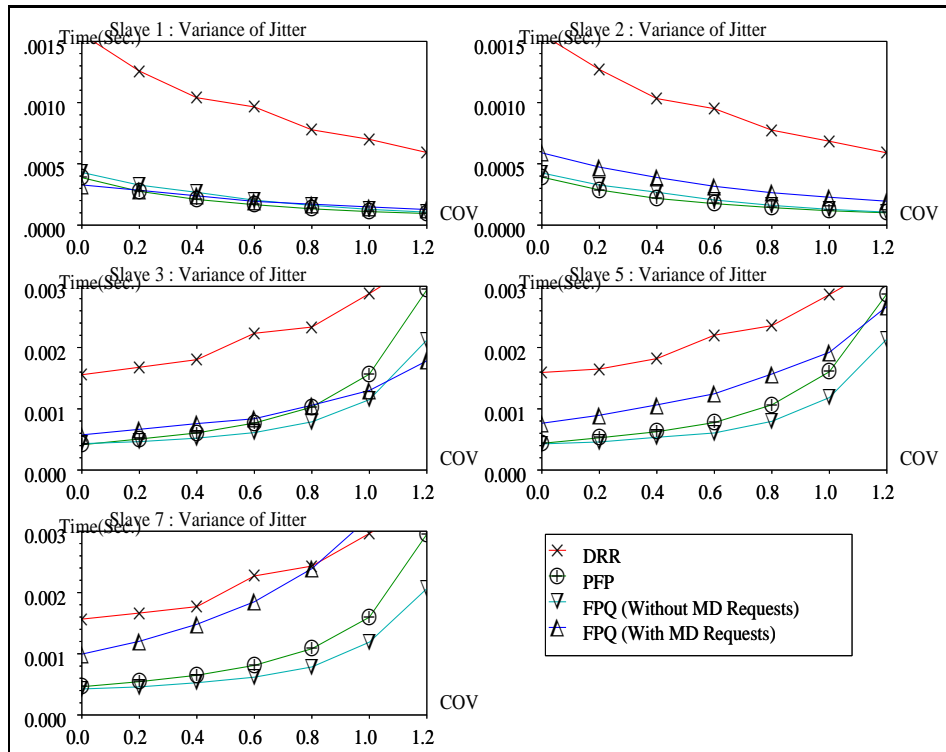 Slave 1 : Variance of Jitter
Time(Sec.)
.0015
.0010
.0005
.0000
COV
0.0 0.2 0.4 0.6 0.8 1.0 1.2
Slave 2 : Variance of Jitter
Time(Sec.)
0.0015
0.0010
0.0005
0.0000
COV
0.0 0.2 0.4 0.6 0.8 1.0 1.2
Slave 3 : Variance of Jitter
Time(Sec.)
0.003
0.002
0.001
0.000
COV
0.0 0.2 0.4 0.6 0.8 1.0 1.2
Slave 5 : Variance of Jitter
Time(Sec.)
0.003
0.002
0.001
0.000
COV
0.0 0.2 0.4 0.6 0.8 1.0 1.2
Slave 7 : Variance of Jitter
Time(Sec.)
0.003
0.002
0.001
0.000
COV
0.0 0.2 0.4 0.6 0.8 1.0 1.2
DRR
PFP
FPQ (Without MD Requests)
FPQ (With MD Requests)